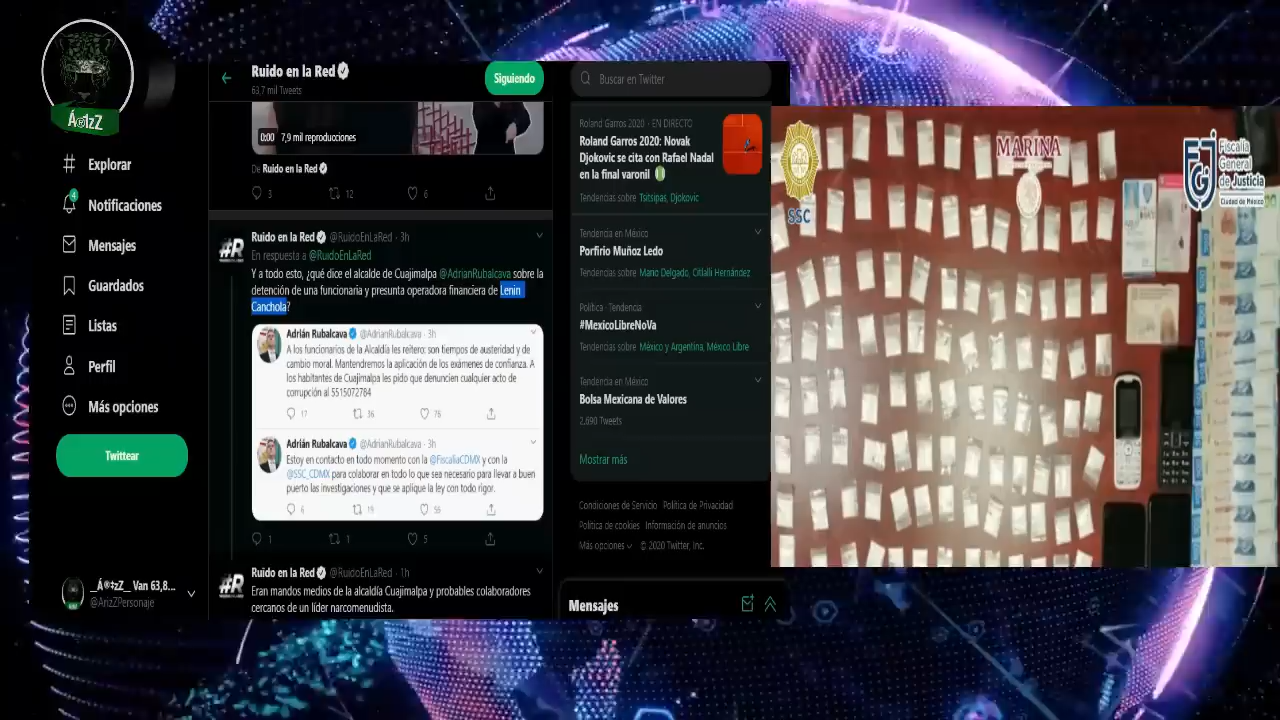 Á®1zZ
Explorar
4
Notificaciones
Mensajes
Guardados
Listas
Perfil
Más opciones
Twittear
__Á®‡zZ__ Van 63,8...
@ArizZPersonaje
Ruido en la Red
63,7 mil Tweets
Siguiendo
0:00 7,9 mil reproducciones
De Ruido en la Red
3 12 6
Ruido en la Red @RuidoEnLaRed · 3h
En respuesta a @RuidoEnLaRed
Y a todo esto, ¿qué dice el alcalde de Cuajimalpa @AdrianRubalcava sobre la
detención de una funcionaria y presunta operadora financiera de Lenin
Canchola?
Adrián Rubalcava @AdrianRubalcava · 3h
A los funcionarios de la Alcaldía les reitero: son tiempos de austeridad y de
cambio moral. Mantendremos la aplicación de los exámenes de confianza. A
los habitantes de Cuajimalpa les pido que denuncien cualquier acto de
corrupción al 5515072784
17 36 76
Adrián Rubalcava @AdrianRubalcava · 3h
Estoy en contacto en todo momento con la @FiscaliaCDMX y con la
@SSC_CDMX para colaborar en todo lo que sea necesario para llevar a buen
puerto las investigaciones y que se aplique la ley con todo rigor.
6 19 55
1 1 5
#R Ruido en la Red @RuidoEnLaRed · 1h
Eran mandos medios de la alcaldía Cuajimalpa y probables colaboradores
cercanos de un líder narcomenudista.
Buscar en Twitter
Roland Garros 2020 · EN DIRECTO
Roland Garros 2020: Novak
Djokovic se cita con Rafael Nadal
en la final varonil
Tendencias sobre Tsitsipas, Djokovic
Tendencia en México
Porfirio Muñoz Ledo
Tendencias sobre Mario Delgado, Citlalli Hernández
Política · Tendencia
#MexicoLibreNoVa
Tendencias sobre México y Argentina, México Libre
Tendencia en México
Bolsa Mexicana de Valores
2,690 Tweets
Mostrar más
Condiciones de Servicio Política de Privacidad
Política de cookies Información de anuncios
Más opciones © 2020 Twitter, Inc.
Mensajes
SSC
MARINA
FGJ
Fiscalía
General
de Justicia
Ciudad de México